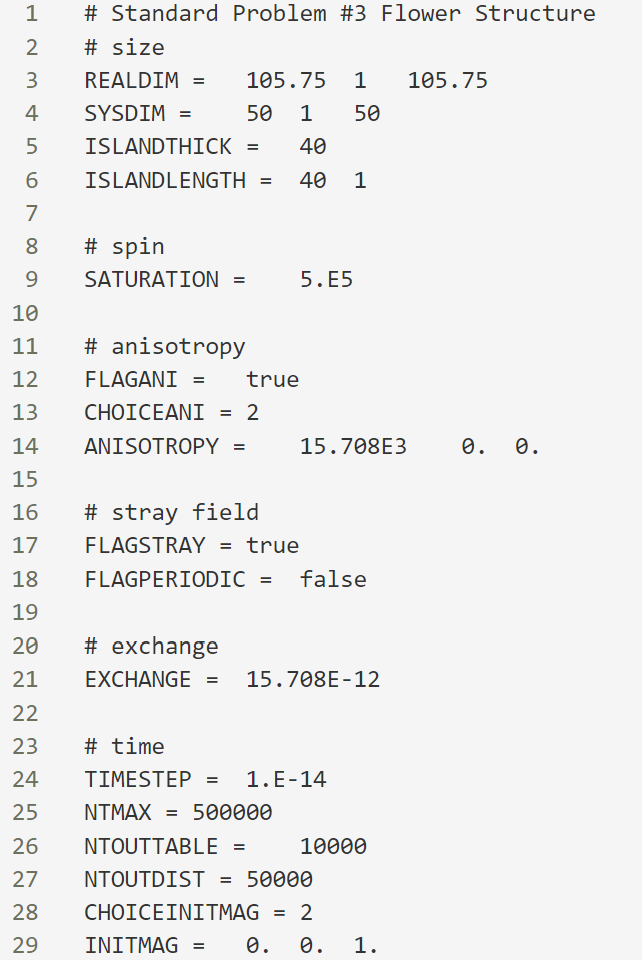 1 # Standard Problem #3 Flower Structure
2 # size
3 REALDIM = 105.75 1 105.75
4 SYSDIM = 50 1 50
5 ISLANDTHICK = 40
6 ISLANDLENGTH = 40 1
7
8 # spin
9 SATURATION = 5.E5
10
11 # anisotropy
12 FLAGANI = true
13 CHOICEANI = 2
14 ANISOTROPY = 15.708E3 0. 0.
15
16 # stray field
17 FLAGSTRAY = true
18 FLAGPERIODIC = false
19
20 # exchange
21 EXCHANGE = 15.708E-12
22
23 # time
24 TIMESTEP = 1.E-14
25 NTMAX = 500000
26 NTOUTTABLE = 10000
27 NTOUTDIST = 50000
28 CHOICEINITMAG = 2
29 INITMAG = 0. 0. 1.